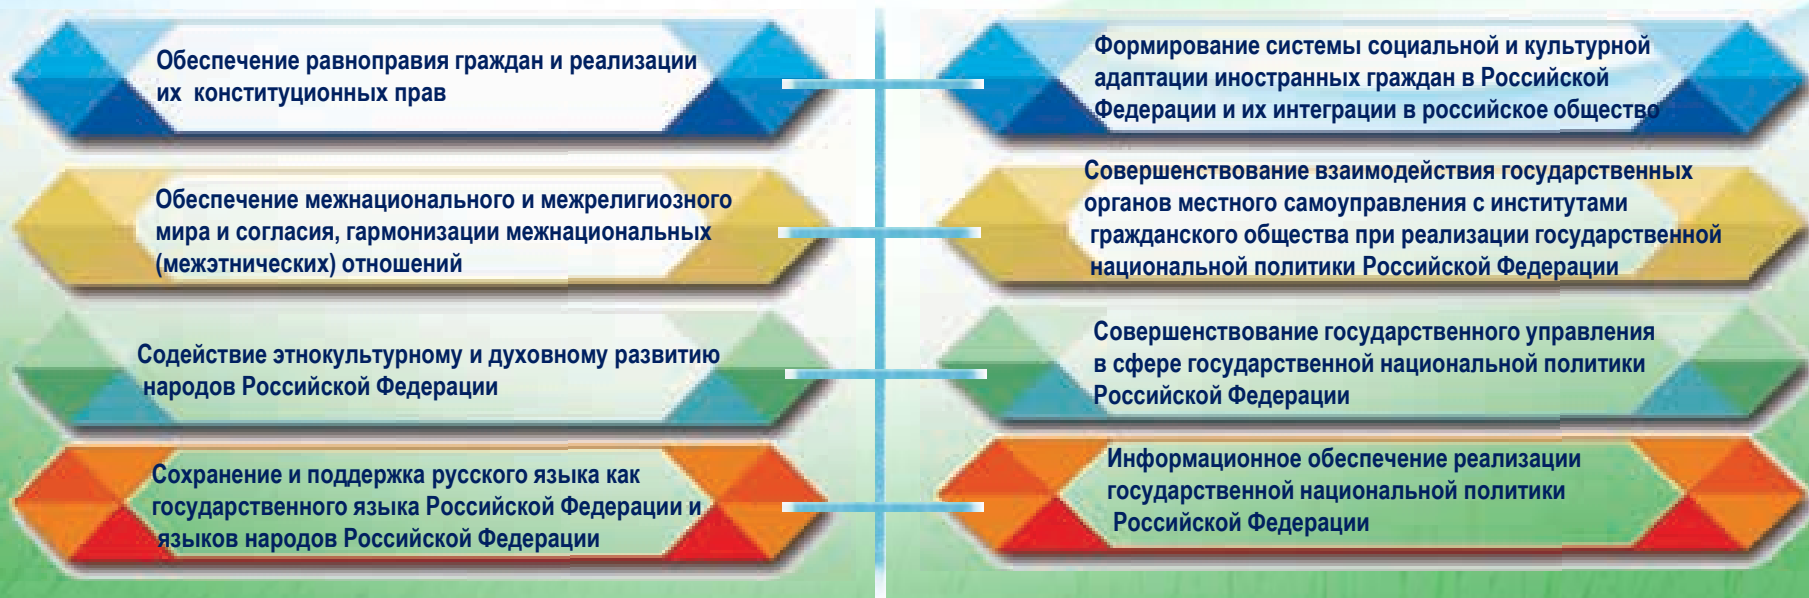 Обеспечение равноправия граждан и реализации
их конституционных прав
Обеспечение межнационального и межрелигиозного
мира и согласия, гармонизации межнациональных
(межэтнических) отношений
Содействие этнокультурному и духовному развитию
народов Российской Федерации
Сохранение и поддержка русского языка как
государственного языка Российской Федерации и
языков народов Российской Федерации
Формирование системы социальной и культурной
адаптации иностранных граждан в Российской
Федерации и их интеграции в российское общество
Совершенствование взаимодействия государственных
органов местного самоуправления с институтами
гражданского общества при реализации государственной
национальной политики Российской Федерации
Совершенствование государственного управления
в сфере государственной национальной политики
Российской Федерации
Информационное обеспечение реализации
государственной национальной политики
Российской Федерации